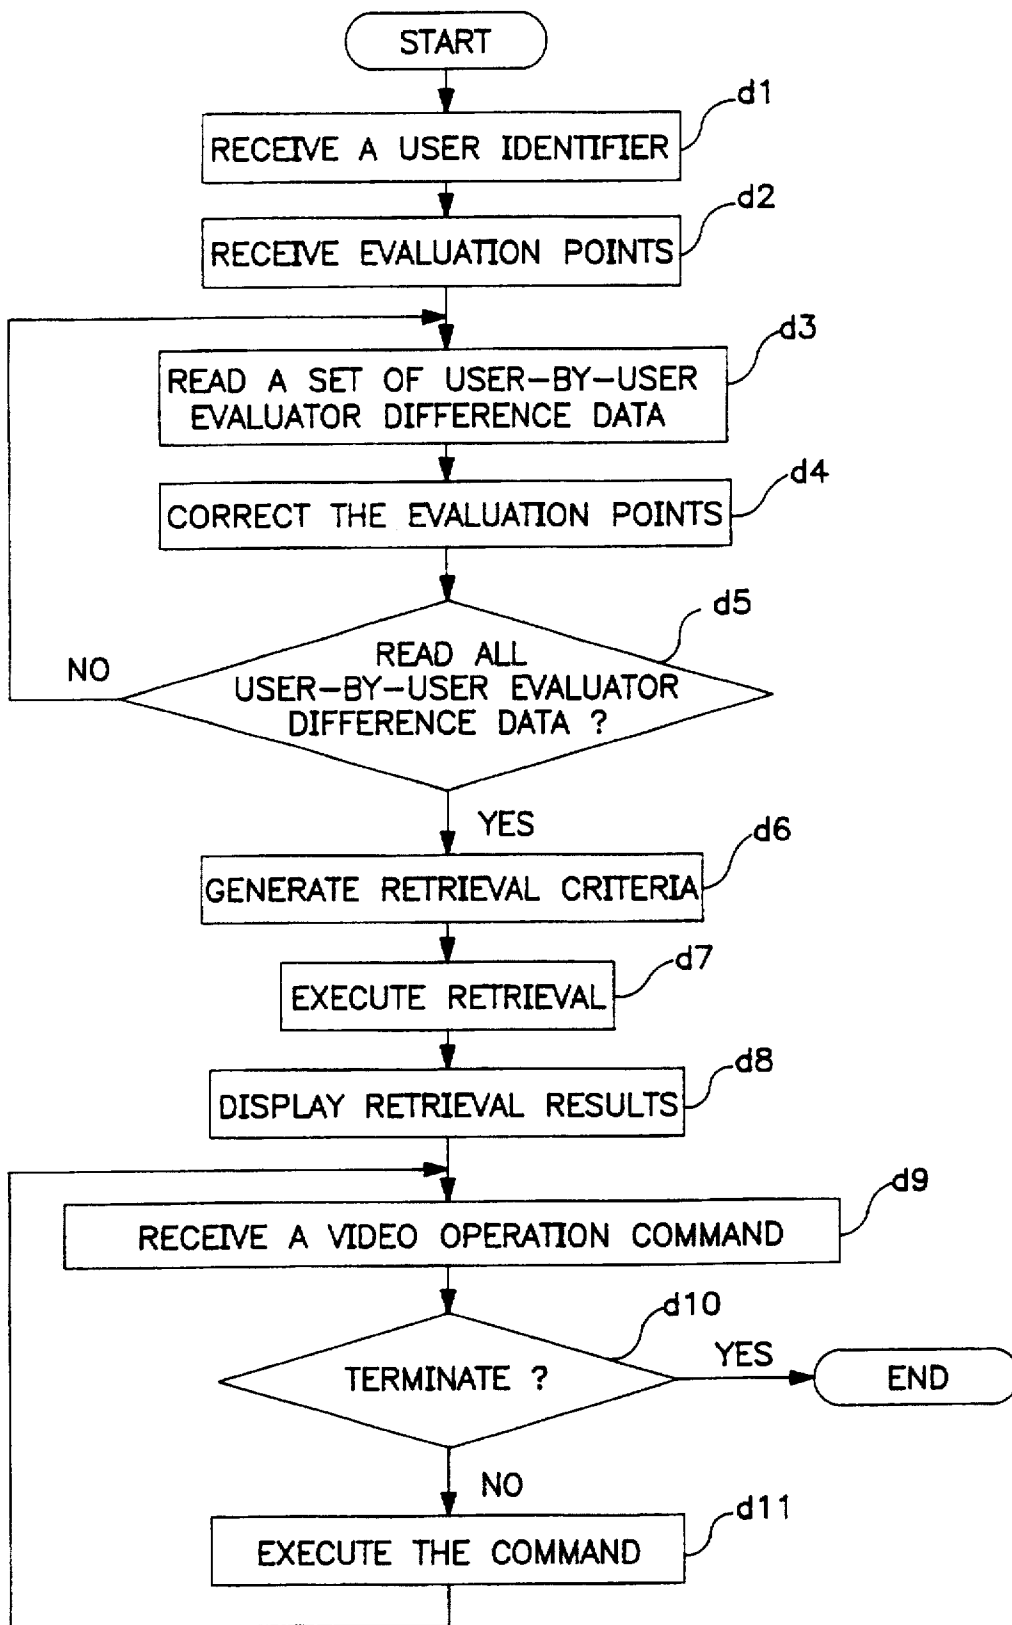 START
d1
RECEIVE A USER IDENTIFIER
d2
RECEIVE EVALUATION POINTS
d3
READ A SET OF USER-BY-USER
EVALUATOR DIFFERENCE DATA
d4
CORRECT THE EVALUATION POINTS
d5
READ ALL
USER-BY-USER EVALUATOR
DIFFERENCE DATA ?
NO
YES
d6
GENERATE RETRIEVAL CRITERIA
d7
EXECUTE RETRIEVAL
d8
DISPLAY RETRIEVAL RESULTS
d9
RECEIVE A VIDEO OPERATION COMMAND
d10
TERMINATE ?
YES
END
NO
d11
EXECUTE THE COMMAND